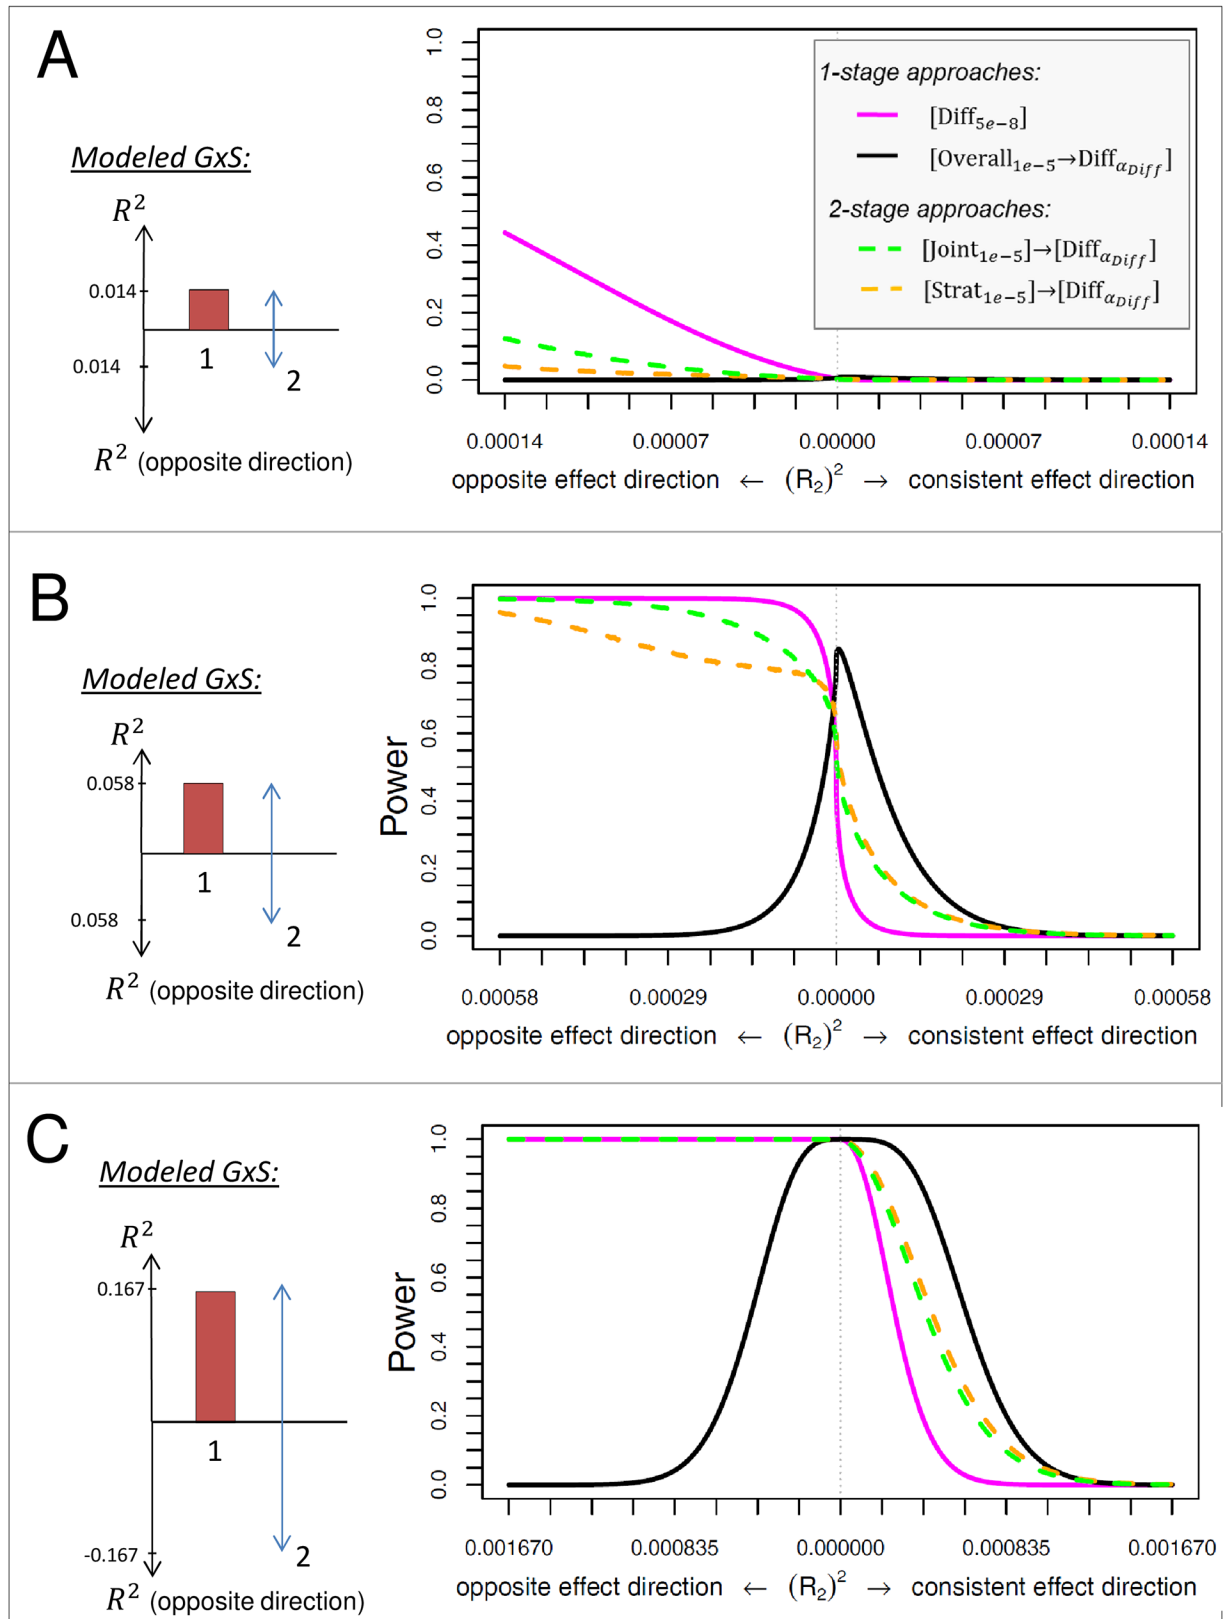 A
Modeled GxS:
R²
0.014
1
0.014
2
R² (opposite direction)
1.0
0.8
0.6
0.4
0.2
0.0
1-stage approaches:
[Diff₅ₑ₋₈]
[Overall₁ₑ₋₅→Diff_α_Diff]
2-stage approaches:
[Joint₁ₑ₋₅]→[Diff_α_Diff]
[Strat₁ₑ₋₅]→[Diff_α_Diff]
0.00014 0.00007 0.00000 0.00007 0.00014
opposite effect direction ← (R₂)² → consistent effect direction
B
Modeled GxS:
R²
0.058
1
0.058
2
R² (opposite direction)
Power
1.0
0.8
0.6
0.4
0.2
0.0
0.00058 0.00029 0.00000 0.00029 0.00058
opposite effect direction ← (R₂)² → consistent effect direction
C
Modeled GxS:
R²
0.167
1
-0.167
2
R² (opposite direction)
Power
1.0
0.8
0.6
0.4
0.2
0.0
0.001670 0.000835 0.000000 0.000835 0.001670
opposite effect direction ← (R₂)² → consistent effect direction